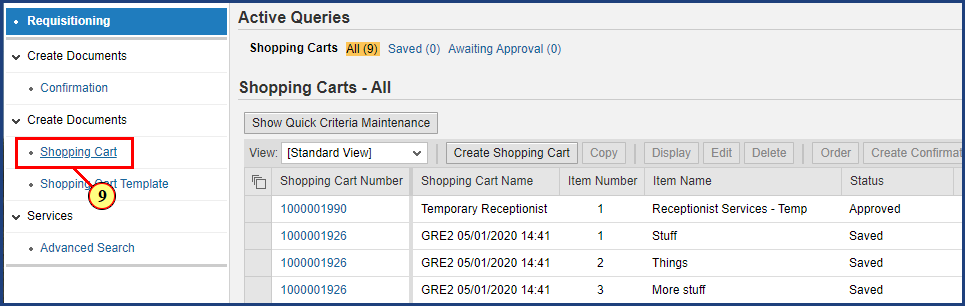 Requisitioning
Create Documents
Confirmation
Create Documents
Shopping Cart
Shopping Cart Template
9
Services
Advanced Search
Active Queries
Shopping Carts All (9) Saved (0) Awaiting Approval (0)
Shopping Carts - All
Show Quick Criteria Maintenance
View: [Standard View] Create Shopping Cart Copy Display Edit Delete Order Create Confirmat
Shopping Cart Number Shopping Cart Name Item Number Item Name Status
1000001990 Temporary Receptionist 1 Receptionist Services - Temp Approved
1000001926 GRE2 05/01/2020 14:41 1 Stuff Saved
1000001926 GRE2 05/01/2020 14:41 2 Things Saved
1000001926 GRE2 05/01/2020 14:41 3 More stuff Saved